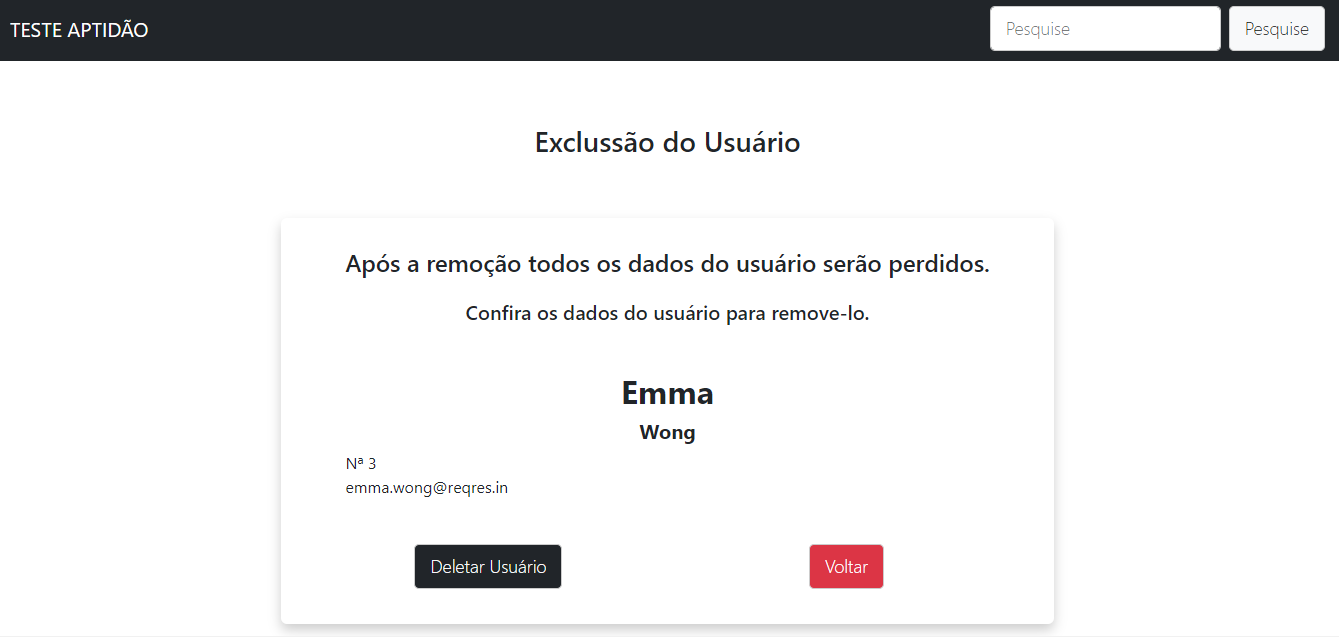 TESTE APTIDÃO
Pesquise
Pesquise
Exclussão do Usuário
Após a remoção todos os dados do usuário serão perdidos.
Confira os dados do usuário para remove-lo.
Emma
Wong
Nª 3
emma.wong@reqres.in
Deletar Usuário
Voltar